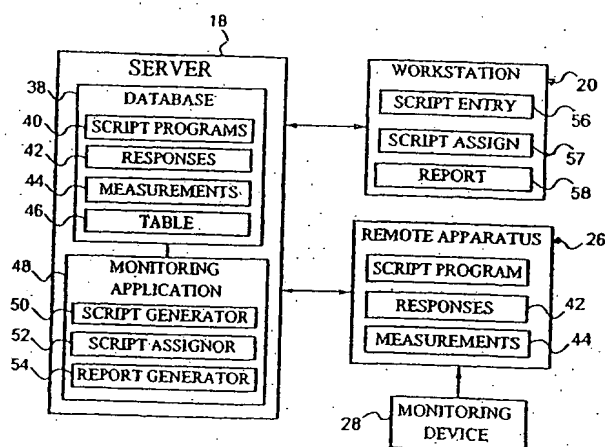 18
SERVER
38
DATABASE
40
SCRIPT PROGRAMS
42
RESPONSES
44
MEASUREMENTS
46
TABLE
48
MONITORING
APPLICATION
50
SCRIPT GENERATOR
52
SCRIPT ASSIGNOR
54
REPORT GENERATOR
WORKSTATION
20
SCRIPT ENTRY
56
SCRIPT ASSIGN
57
REPORT
58
REMOTE APPARATUS
26
SCRIPT PROGRAM
RESPONSES
42
MEASUREMENTS
44
28
MONITORING
DEVICE